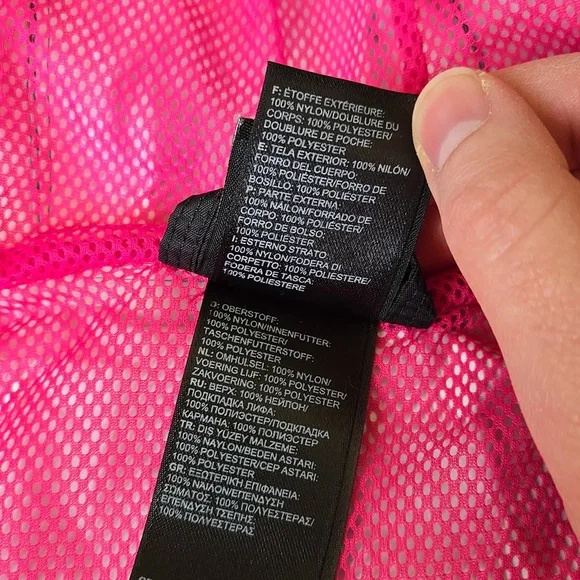 F: ÉTOFFE EXTÉRIEURE:
100% NYLON/DOUBLURE DU
CORPS: 100% POLYESTER/
DOUBLURE DE POCHE:
100% POLYESTER
E: TELA EXTERIOR: 100% NILÓN/
FORRO DEL CUERPO:
100% POLIÉSTER/FORRO DE
BOSILLO: 100% POLIÉSTER
P: PARTE EXTERNA:
100% NÁILON/FORRADO DE
CORPO: 100% POLIÉSTER/
FORRO DE BOLSO:
100% POLIÉSTER
I: ESTERNO STRATO:
100% NYLON/FODERA DI
CORPETTO: 100% POLIESTERE/
FODERA DI TASCA:
100% POLIESTERE
D: OBERSTOFF:
100% NYLON/INNENFUTTER:
100% POLYESTER/
TASCHENFUTTERSTOFF:
100% POLYESTER
NL: OMHULSEL: 100% NYLON/
VOERING LIJF: 100% POLYESTER/
ZAKVOERING: 100% POLYESTER
RU: ВЕРХ: 100% НЕЙЛОН/
ПОДКЛАДКА ЛИФА:
100% ПОЛИЭСТЕР/ПОДКЛАДКА
КАРМАНА: 100% ПОЛИЭСТЕР
TR: DIS YÜZEY MALZEME:
100% NAYLON/BEDEN ASTARI:
100% POLYESTER/CEP ASTARI:
100% POLYESTER
GR: ΕΞΩΤΕΡΙΚΗ ΕΠΙΦΑΝΕΙΑ:
100% ΝΑΙΛΟΝ/ΕΠΕΝΔΥΣΗ
ΣΩΜΑΤΟΣ: 100% ΠΟΛΥΕΣΤΕΡΑΣ/
ΕΠΕΝΔΥΣΗ ΤΣΕΠΗΣ:
100% ΠΟΛΥΕΣΤΕΡΑΣ